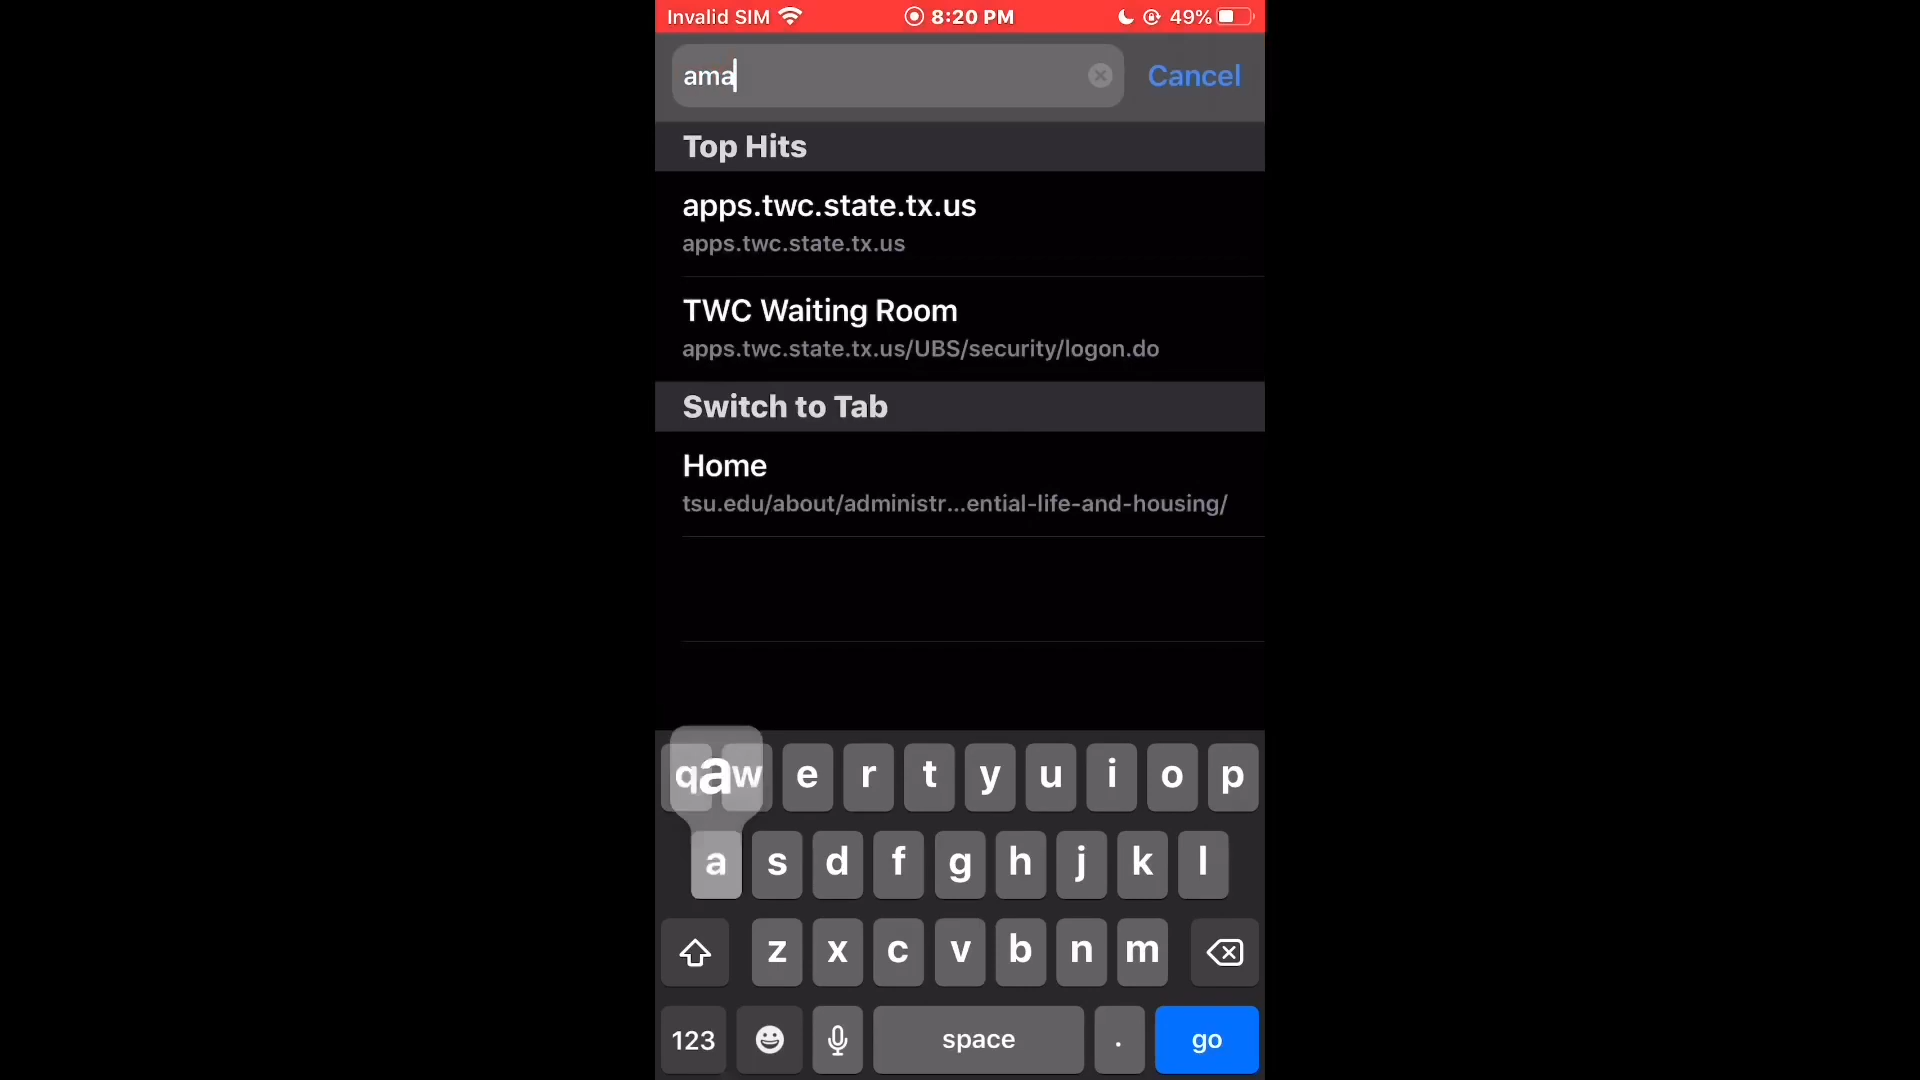 Invalid SIM 8:20 PM 49%
ama Cancel
Top Hits
apps.twc.state.tx.us
apps.twc.state.tx.us
TWC Waiting Room
apps.twc.state.tx.us/UBS/security/logon.do
Switch to Tab
Home
tsu.edu/about/administr...ential-life-and-housing/
q a w e r t y u i o p
a s d f g h j k l
z x c v b n m
123 space . go